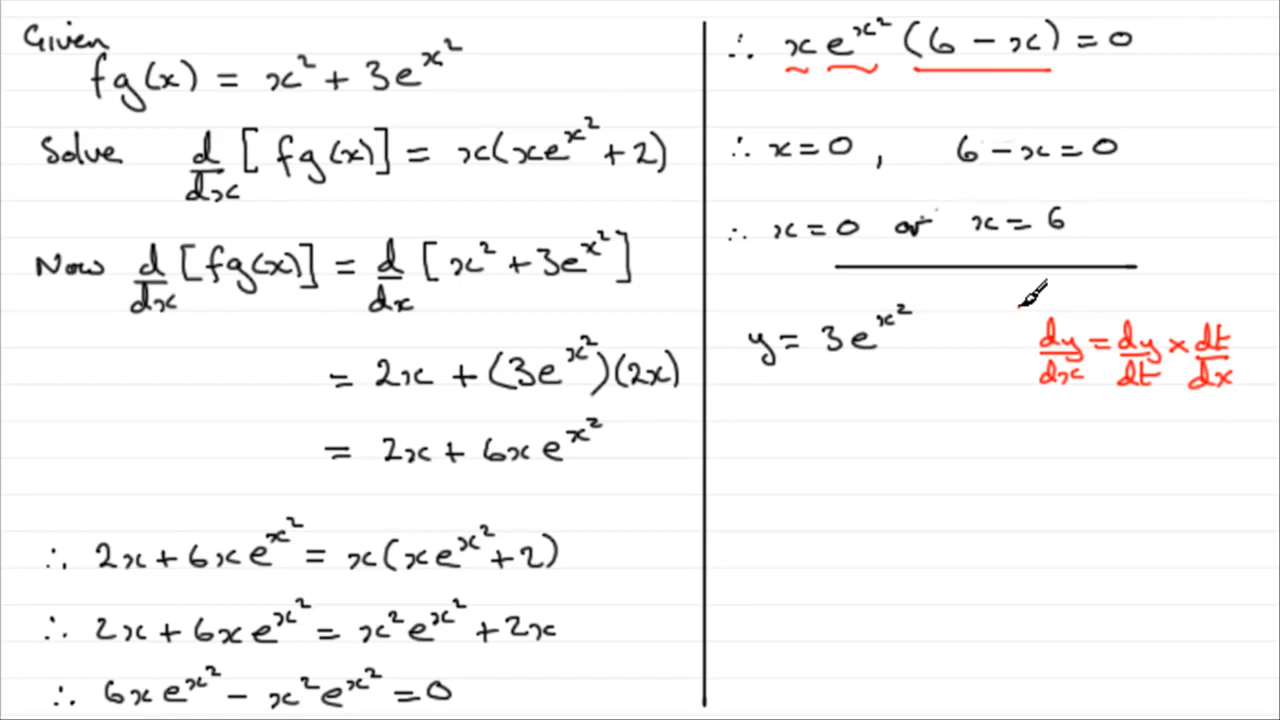 Given
fg(x) = x² + 3e^(x²)
Solve d/dx [fg(x)] = x(xe^(x²) + 2)
Now d/dx [fg(x)] = d/dx [x² + 3e^(x²)]
= 2x + (3e^(x²))(2x)
= 2x + 6xe^(x²)
∴ 2x + 6xe^(x²) = x(xe^(x²) + 2)
∴ 2x + 6xe^(x²) = x²e^(x²) + 2x
∴ 6xe^(x²) − x²e^(x²) = 0
∴ xe^(x²)(6 − x) = 0
∴ x = 0, 6 − x = 0
∴ x = 0 or x = 6
y = 3e^(x²)
dy/dx = dy/dt × dt/dx